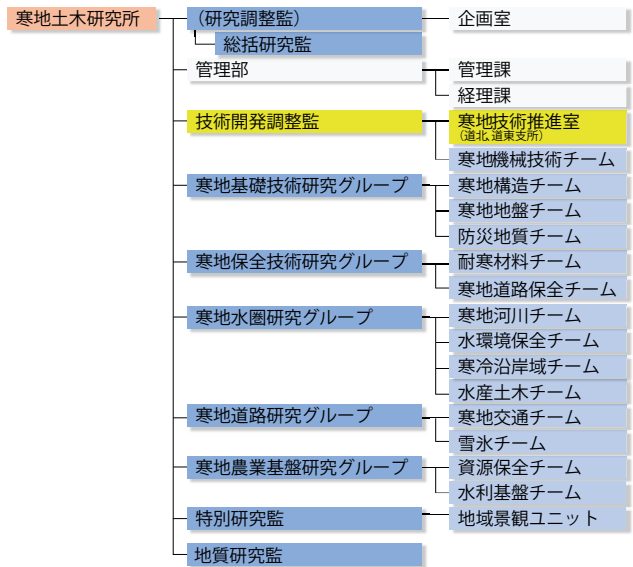 寒地土木研究所
（研究調整監）
企画室
総括研究監
管理部
管理課
経理課
技術開発調整監
寒地技術推進室
（道北、道東支所）
寒地機械技術チーム
寒地基礎技術研究グループ
寒地構造チーム
寒地地盤チーム
防災地質チーム
寒地保全技術研究グループ
耐寒材料チーム
寒地道路保全チーム
寒地水圏研究グループ
寒地河川チーム
水環境保全チーム
寒冷沿岸域チーム
水産土木チーム
寒地道路研究グループ
寒地交通チーム
雪氷チーム
寒地農業基盤研究グループ
資源保全チーム
水利基盤チーム
特別研究監
地域景観ユニット
地質研究監